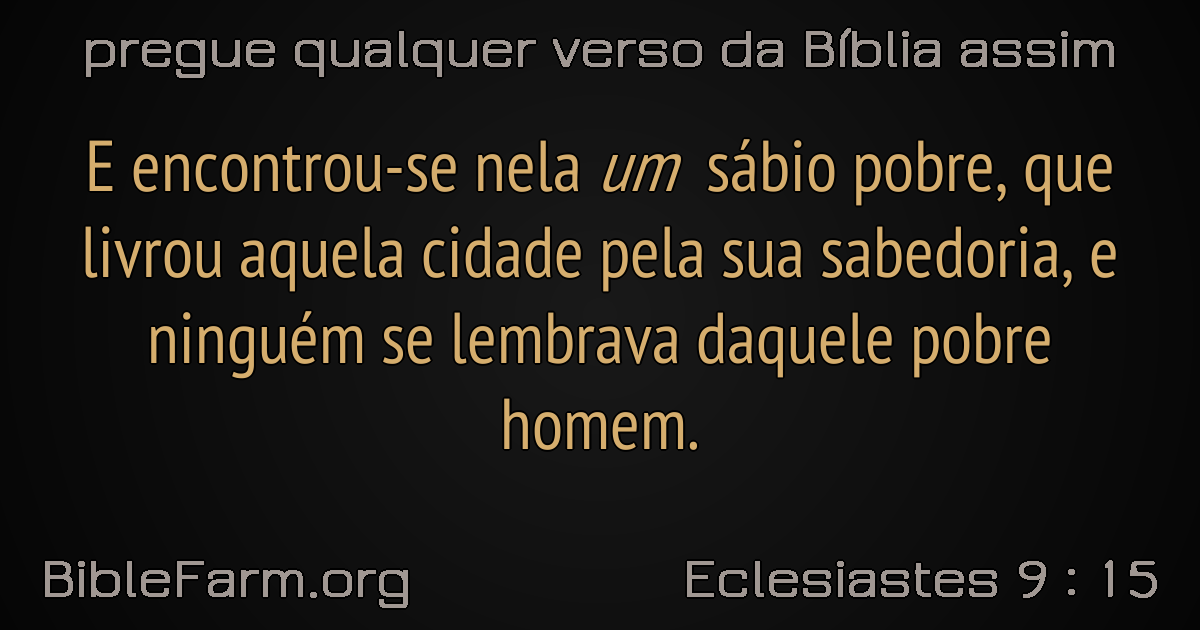 pregue qualquer verso da Bíblia assim
E encontrou-se nela um sábio pobre, que
livrou aquela cidade pela sua sabedoria, e
ninguém se lembrava daquele pobre
homem.
BibleFarm.org
Eclesiastes 9 : 15